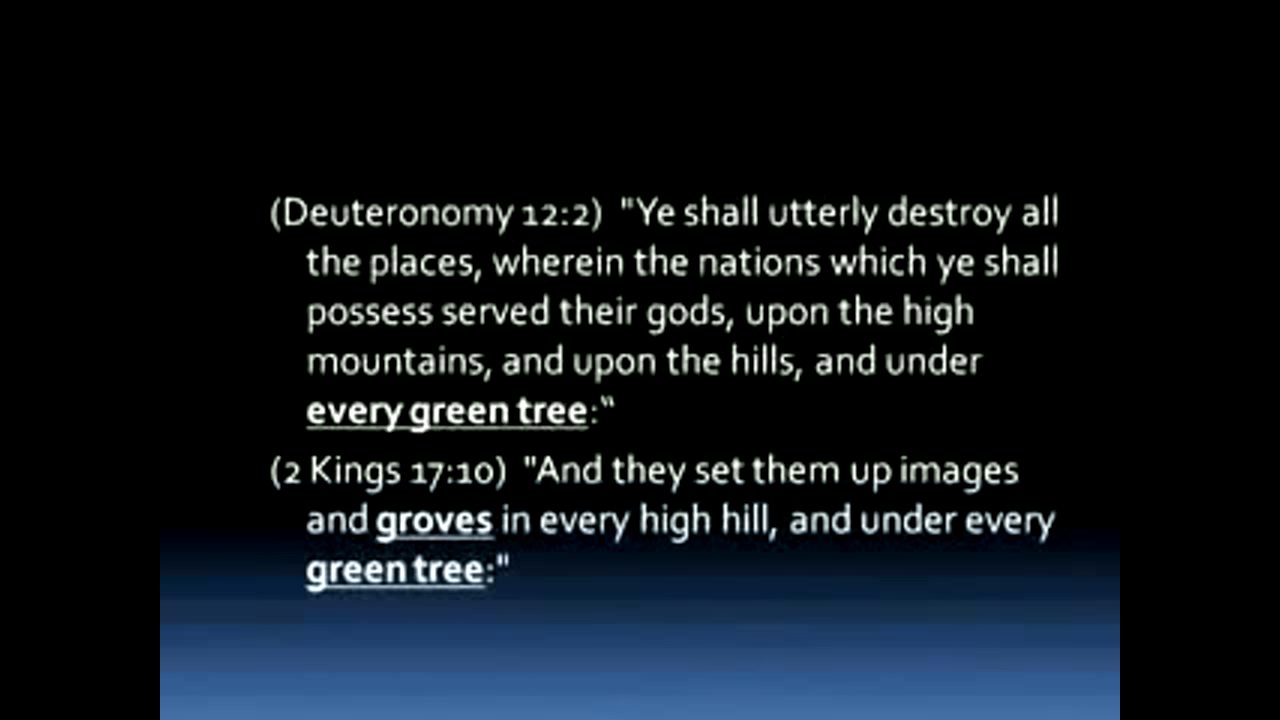 (Deuteronomy 12:2) "Ye shall utterly destroy all
the places, wherein the nations which ye shall
possess served their gods, upon the high
mountains, and upon the hills, and under
every green tree:"
(2 Kings 17:10) "And they set them up images
and groves in every high hill, and under every
green tree:"